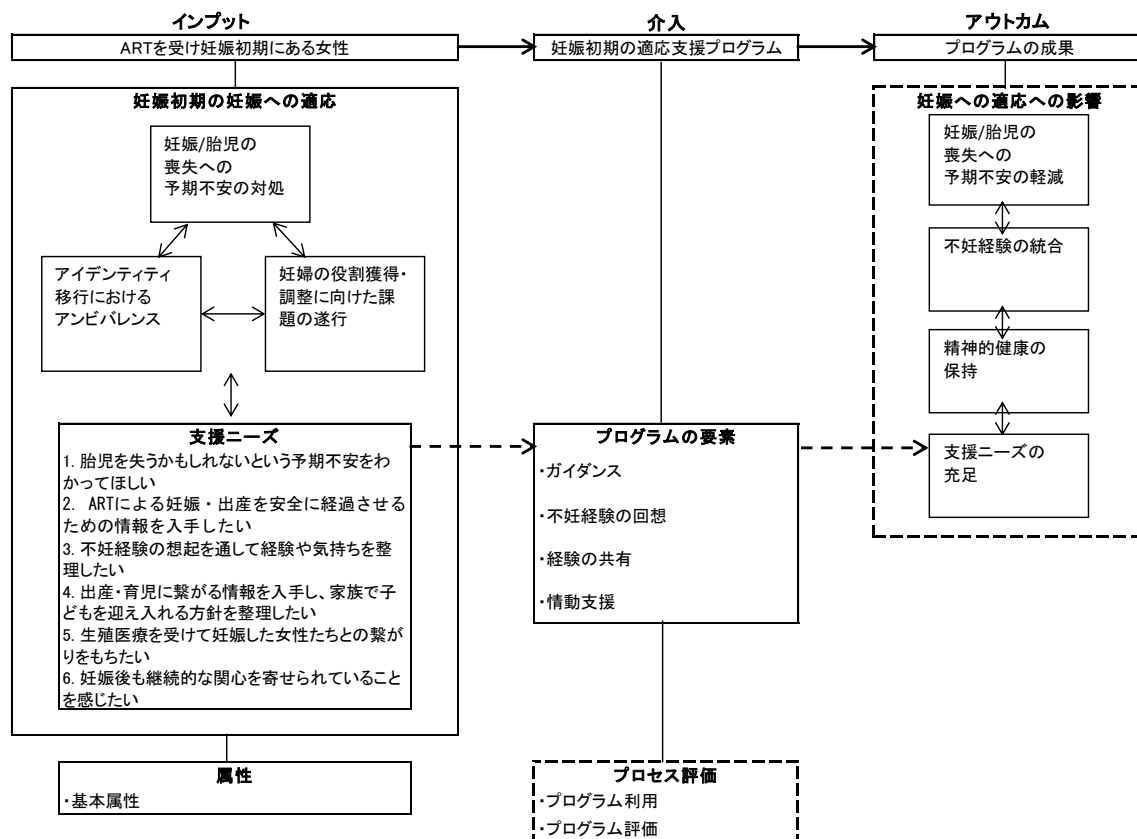 インプット
ARTを受け妊娠初期にある女性
妊娠初期の妊娠への適応
妊娠/胎児の
喪失への
予期不安の対処
アイデンティティ
移行における
アンビバレンス
妊婦の役割獲得・
調整に向けた課
題の遂行
支援ニーズ
1. 胎児を失うかもしれないという予期不安をわ
かってほしい
2. ARTによる妊娠・出産を安全に経過させる
ための情報を入手したい
3. 不妊経験の想起を通して経験や気持ちを整
理したい
4. 出産・育児に繋がる情報を入手し、家族で子
どもを迎え入れる方針を整理したい
5. 生殖医療を受けて妊娠した女性たちとの繋が
りをもちたい
6. 妊娠後も継続的な関心を寄せられていること
を感じたい
属性
・基本属性
介入
妊娠初期の適応支援プログラム
プログラムの要素
・ガイダンス
・不妊経験の回想
・経験の共有
・情動支援
プロセス評価
・プログラム利用
・プログラム評価
アウトカム
プログラムの成果
妊娠への適応への影響
妊娠/胎児の
喪失への
予期不安の軽減
不妊経験の統合
精神的健康の
保持
支援ニーズの
充足